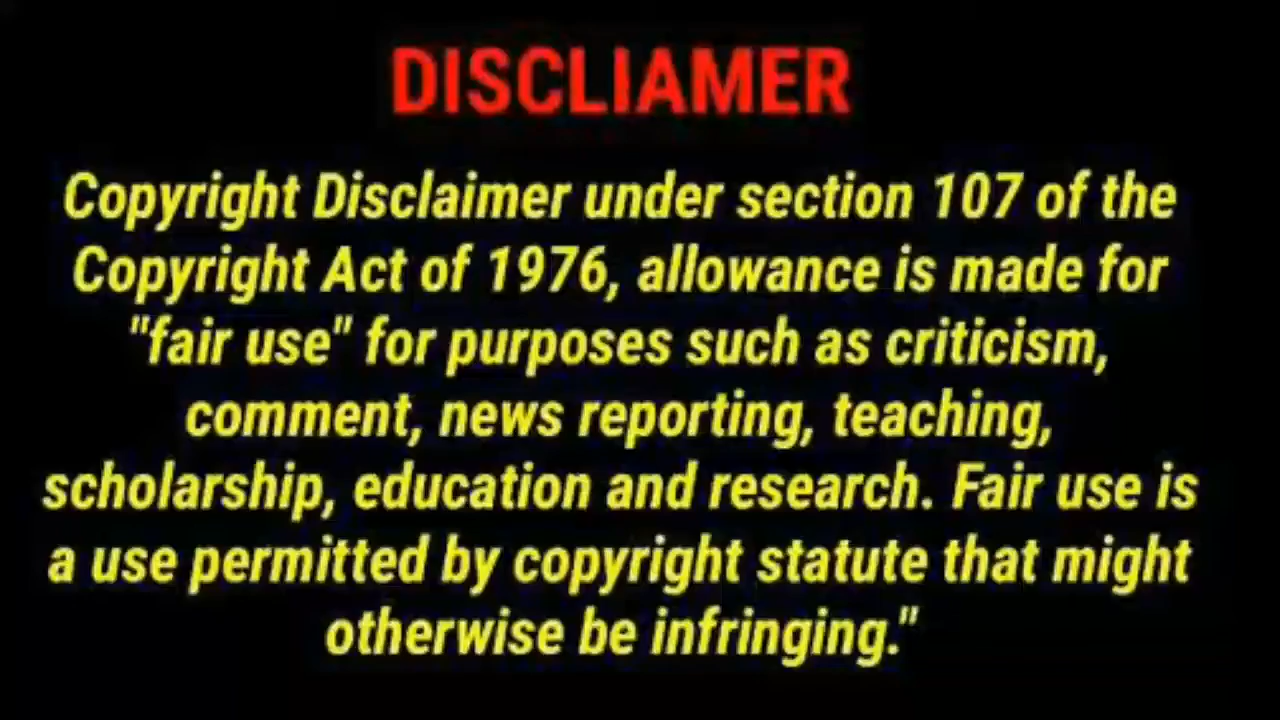 DISCLIAMER
Copyright Disclaimer under section 107 of the
Copyright Act of 1976, allowance is made for
"fair use" for purposes such as criticism,
comment, news reporting, teaching,
scholarship, education and research. Fair use is
a use permitted by copyright statute that might
otherwise be infringing."